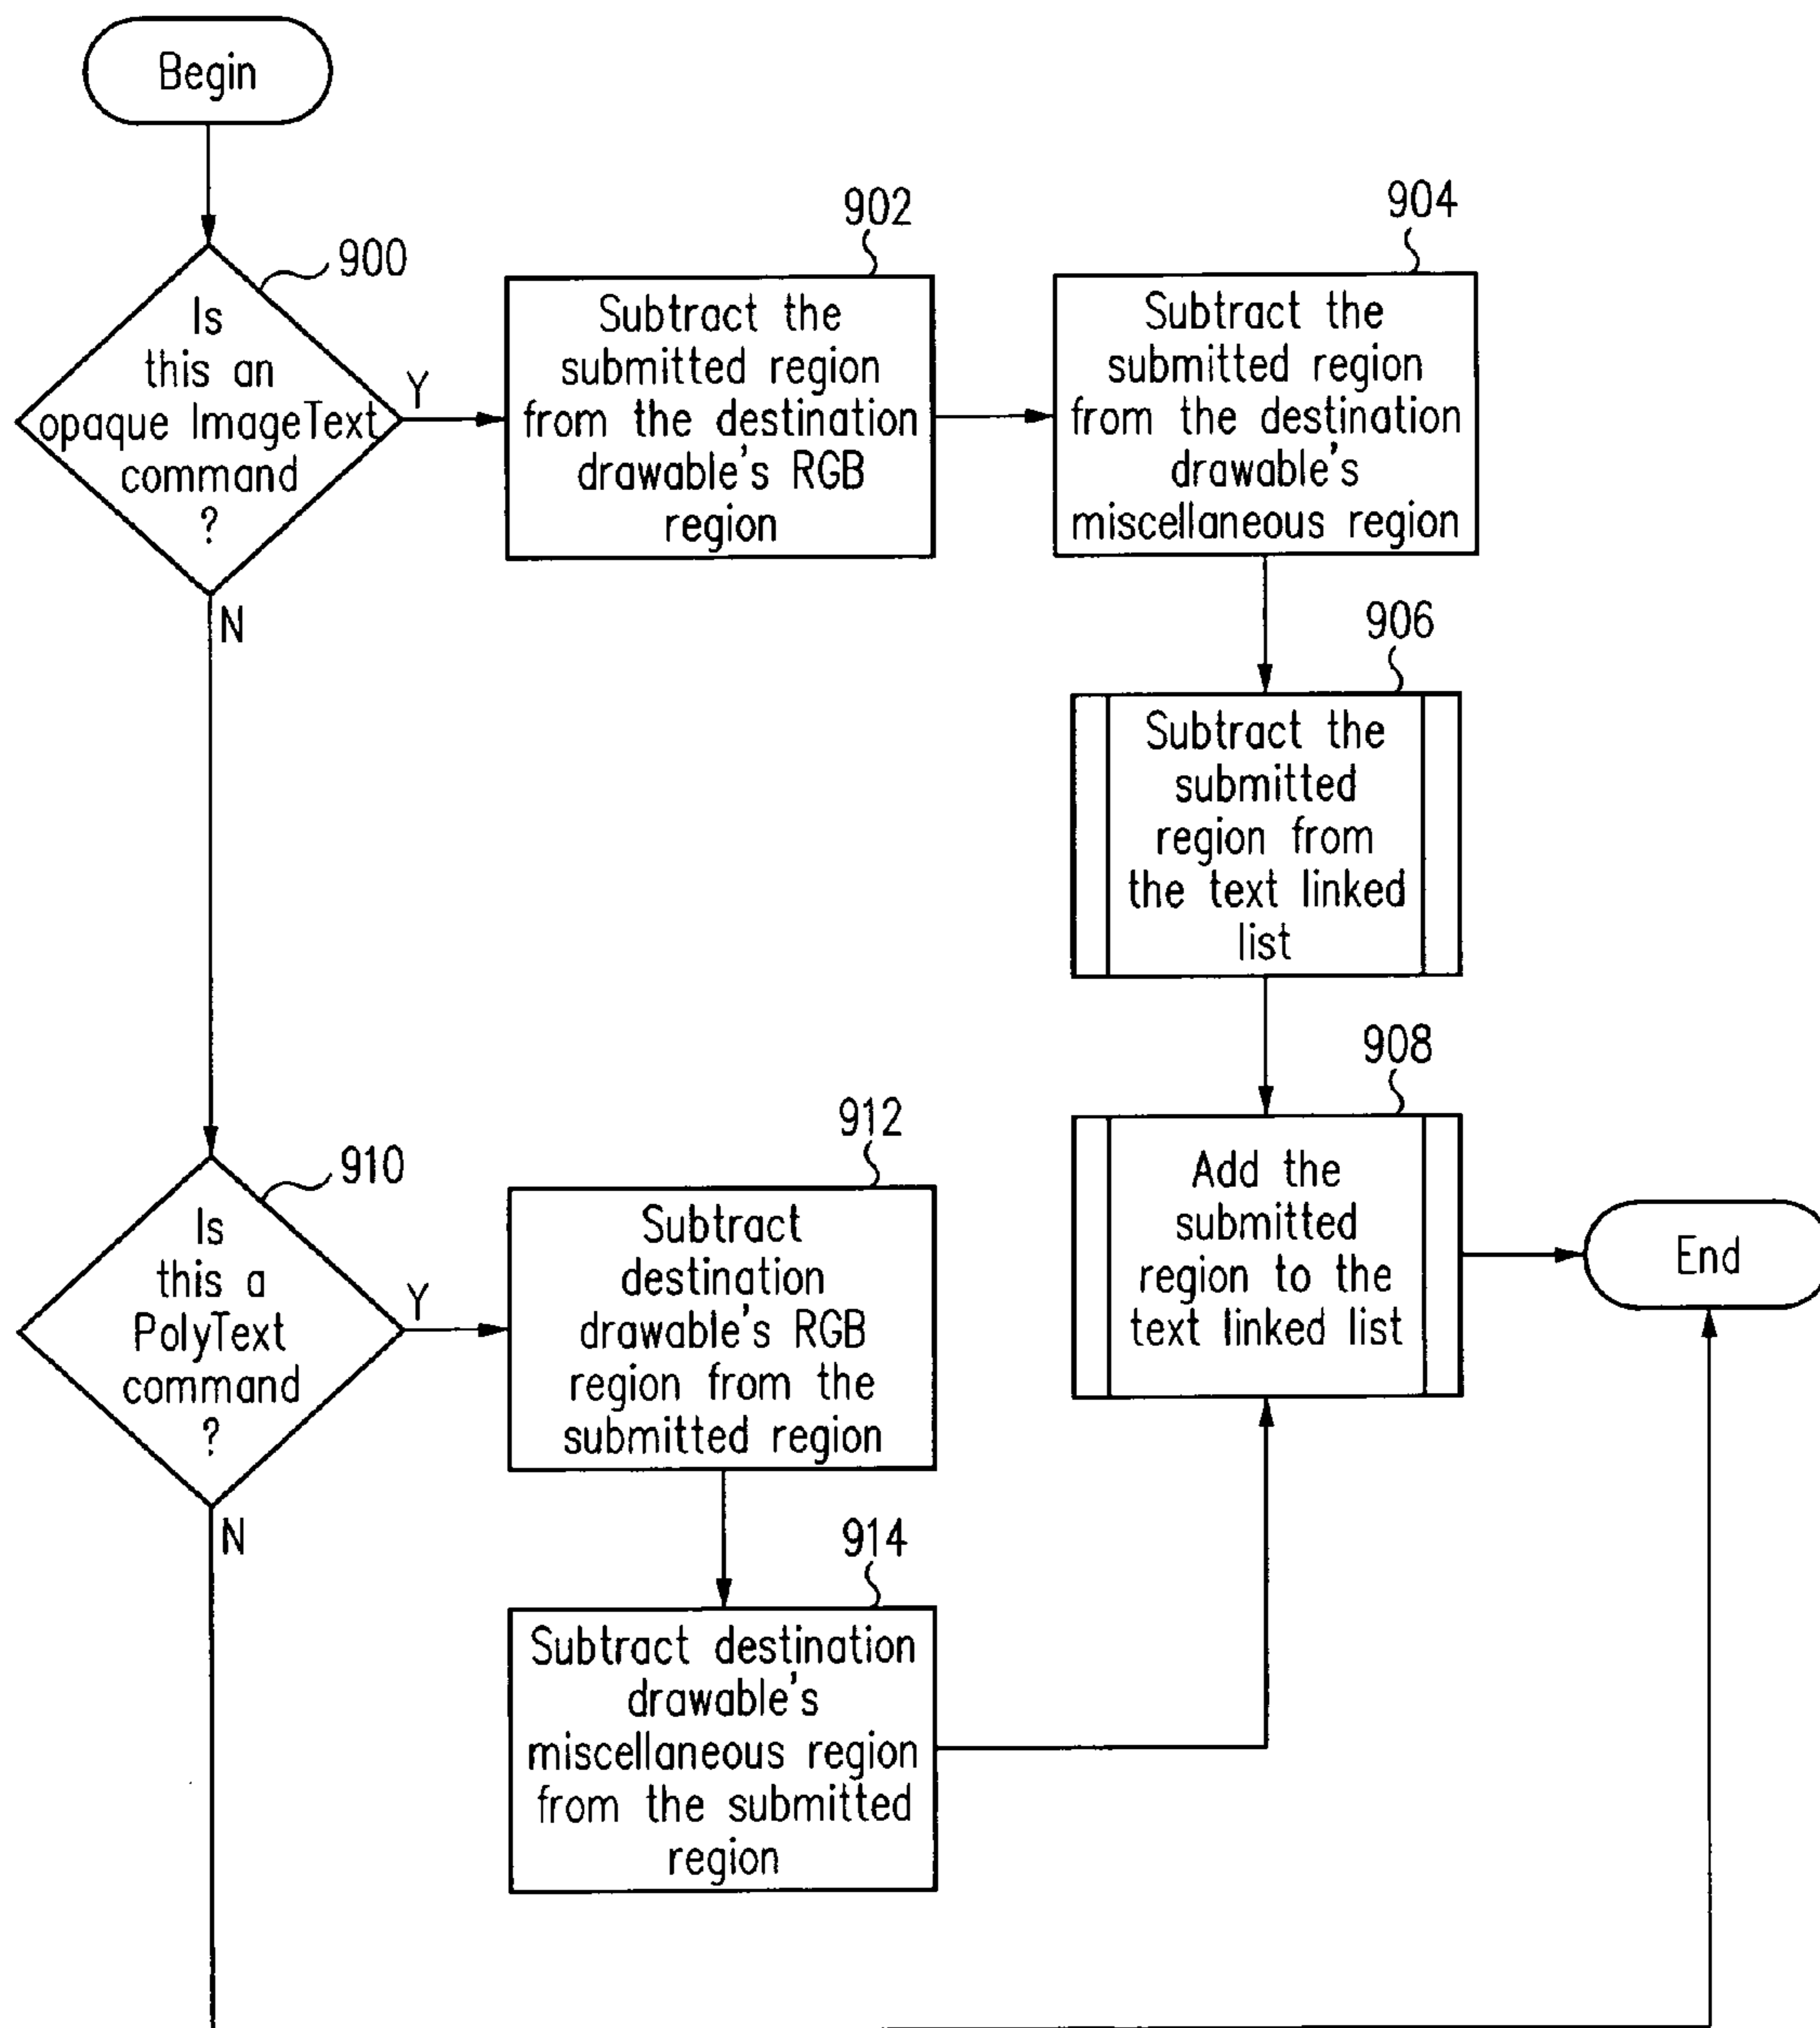 Begin
900
Is
this an
opaque ImageText
command
?
Y
N
902
Subtract the
submitted region
from the destination
drawable's RGB
region
904
Subtract the
submitted region
from the destination
drawable's
miscellaneous region
906
Subtract the
submitted
region from
the text linked
list
908
Add the
submitted
region to the
text linked list
End
910
Is
this a
PolyText
command
?
Y
N
912
Subtract
destination
drawable's RGB
region from the
submitted region
914
Subtract destination
drawable's
miscellaneous region
from the submitted
region